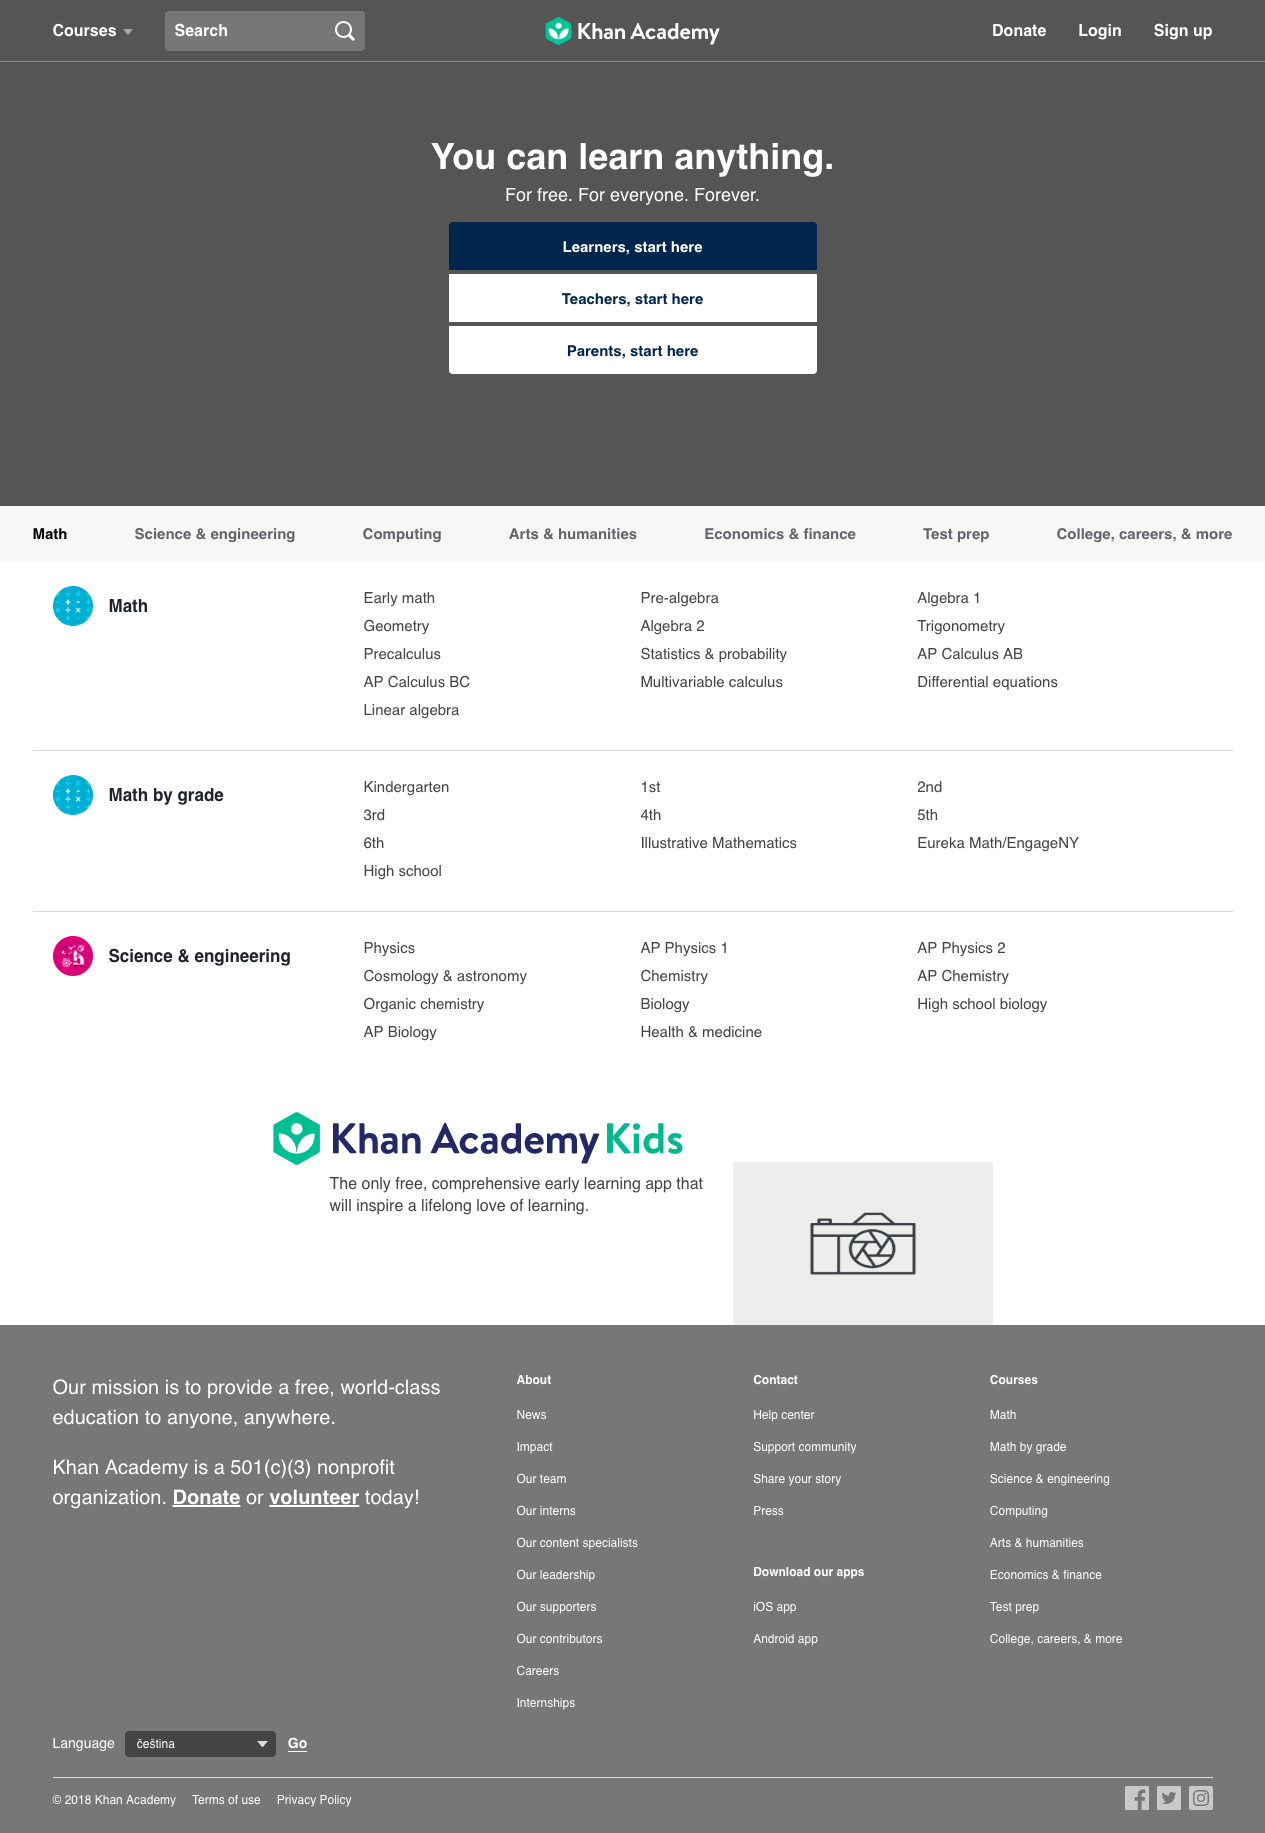 Courses
Search
Khan Academy
Donate
Login
Sign up
You can learn anything.
For free. For everyone. Forever.
Learners, start here
Teachers, start here
Parents, start here
Math
Science & engineering
Computing
Arts & humanities
Economics & finance
Test prep
College, careers, & more
Math
Early math
Pre-algebra
Algebra 1
Geometry
Algebra 2
Trigonometry
Precalculus
Statistics & probability
AP Calculus AB
AP Calculus BC
Multivariable calculus
Differential equations
Linear algebra
Math by grade
Kindergarten
1st
2nd
3rd
4th
5th
6th
Illustrative Mathematics
Eureka Math/EngageNY
High school
Science & engineering
Physics
AP Physics 1
AP Physics 2
Cosmology & astronomy
Chemistry
AP Chemistry
Organic chemistry
Biology
High school biology
AP Biology
Health & medicine
Khan Academy Kids
The only free, comprehensive early learning app that
will inspire a lifelong love of learning.
Our mission is to provide a free, world-class
education to anyone, anywhere.
Khan Academy is a 501(c)(3) nonprofit
organization. Donate or volunteer today!
About
News
Impact
Our team
Our interns
Our content specialists
Our leadership
Our supporters
Our contributors
Careers
Internships
Contact
Help center
Support community
Share your story
Press
Download our apps
iOS app
Android app
Courses
Math
Math by grade
Science & engineering
Computing
Arts & humanities
Economics & finance
Test prep
College, careers, & more
Language
čeština
Go
© 2018 Khan Academy
Terms of use
Privacy Policy